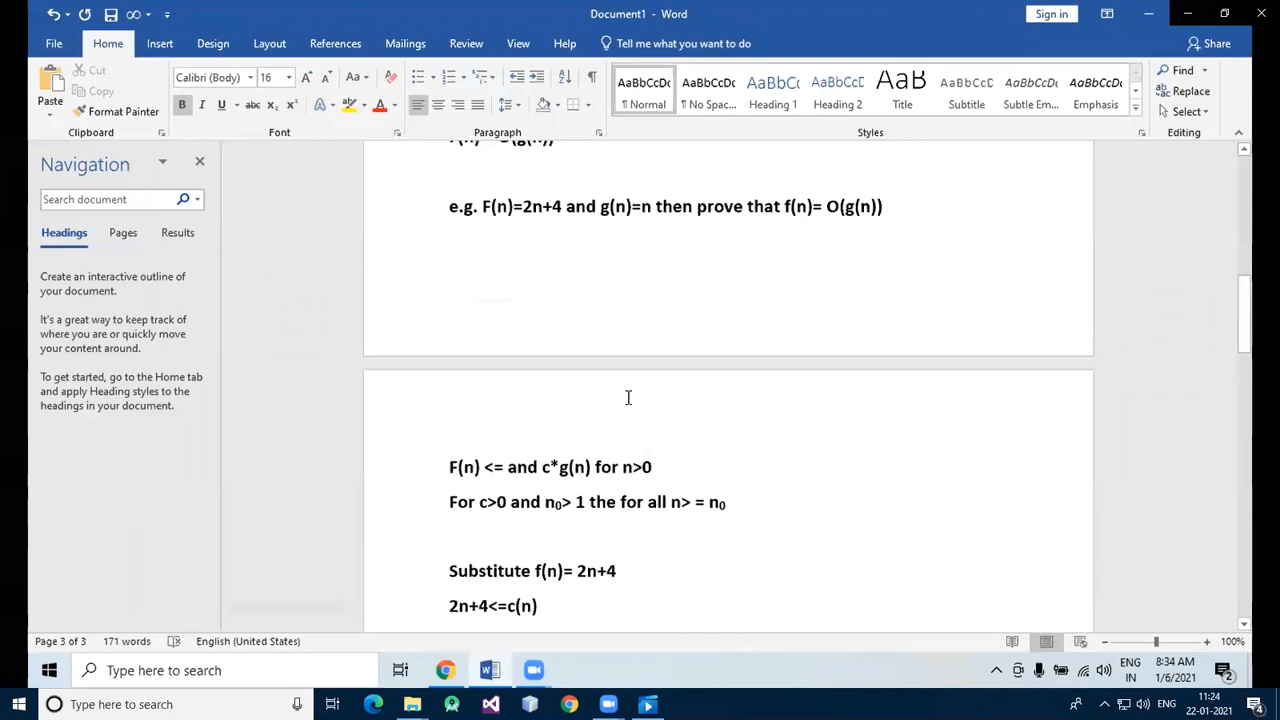 Document1 - Word
Sign in
File Home Insert Design Layout References Mailings Review View Help Tell me what you want to do Share
Paste
Cut
Copy
Format Painter
Clipboard
Calibri (Body) 16
Font
Paragraph
AaBbCcDc ¶ Normal
AaBbCcDc ¶ No Spac...
AaBbCc Heading 1
AaBbCcC Heading 2
AaB Title
AaBbCcC Subtitle
AaBbCcDc Subtle Em...
AaBbCcDc Emphasis
Styles
Find
Replace
Select
Editing
Navigation
Search document
Headings Pages Results
Create an interactive outline of
your document.
It's a great way to keep track of
where you are or quickly move
your content around.
To get started, go to the Home tab
and apply Heading styles to the
headings in your document.
e.g. F(n)=2n+4 and g(n)=n then prove that f(n)= O(g(n))
F(n) <= and c*g(n) for n>0
For c>0 and n₀> 1 the for all n> = n₀
Substitute f(n)= 2n+4
2n+4<=c(n)
Page 3 of 3 171 words English (United States) 100%
Type here to search
ENG
IN
8:34 AM
1/6/2021
2
Type here to search
ENG
11:24
22-01-2021
4